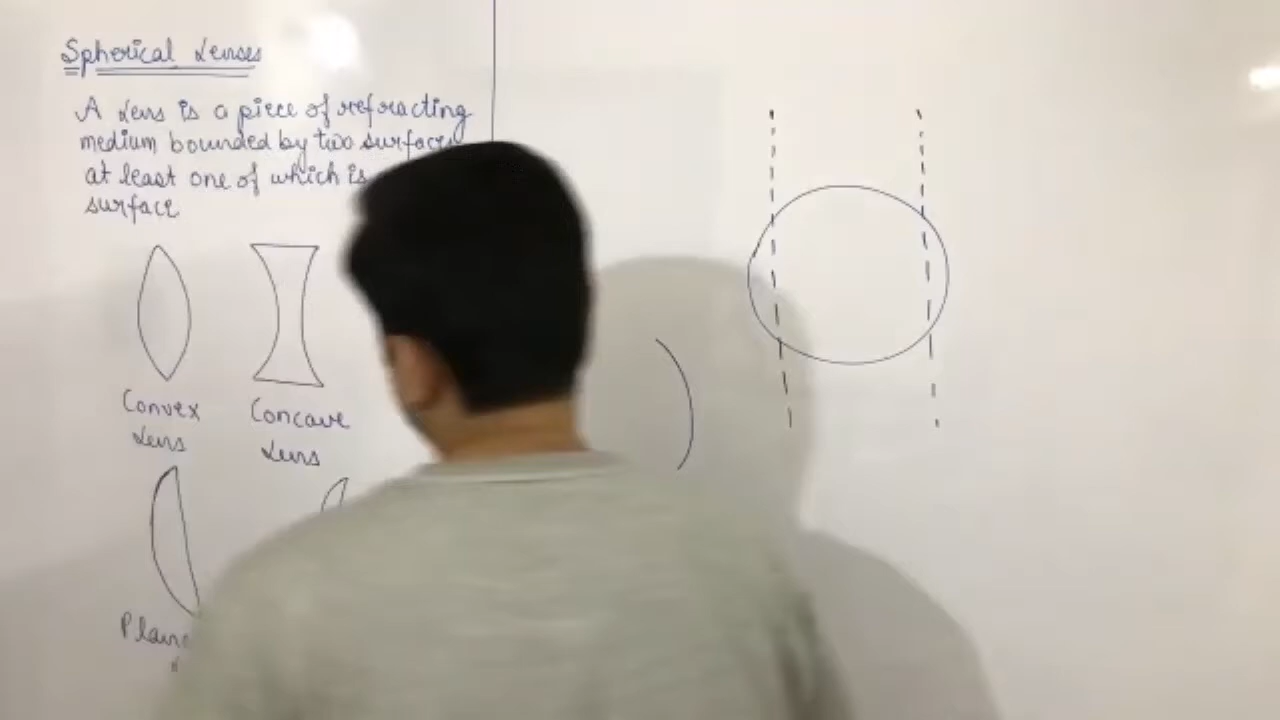 Spherical Lenses
A Lens is a piece of refracting
medium bounded by two
at least one of which is
surface
Convex
Lens
Concave
Lens